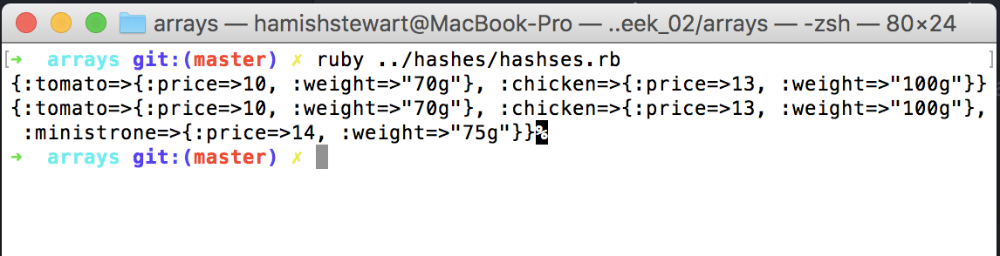 arrays — hamishstewart@MacBook-Pro — ..eek_02/arrays — -zsh — 80×24
[➜  arrays git:(master) ✗ ruby ../hashes/hashses.rb ]
{:tomato=>{:price=>10, :weight=>"70g"}, :chicken=>{:price=>13, :weight=>"100g"}}
{:tomato=>{:price=>10, :weight=>"70g"}, :chicken=>{:price=>13, :weight=>"100g"},
 :ministrone=>{:price=>14, :weight=>"75g"}}%
➜  arrays git:(master) ✗